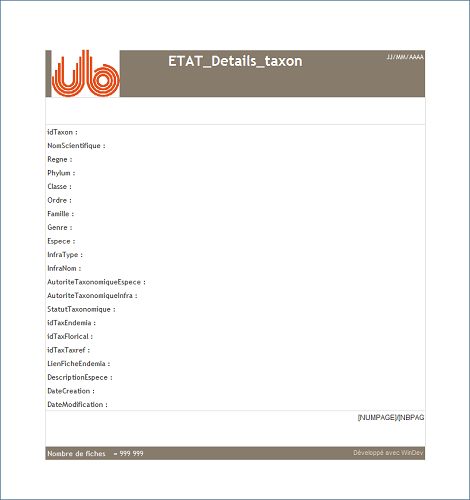 ub
ETAT_Details_taxon
JJ/MM/AAAA
idTaxon :
NomScientifique :
Regne :
Phylum :
Classe :
Ordre :
Famille :
Genre :
Espece :
InfraType :
InfraNom :
AutoriteTaxonomiqueEspece :
AutoriteTaxonomiqueInfra :
StatutTaxonomique :
idTaxEndemia :
idTaxFlorical :
idTaxTaxref :
LienFicheEndemia :
DescriptionEspece :
DateCreation :
DateModification :
[NUMPAGE]/[NBPAG
Nombre de fiches = 999 999
Développé avec WinDev